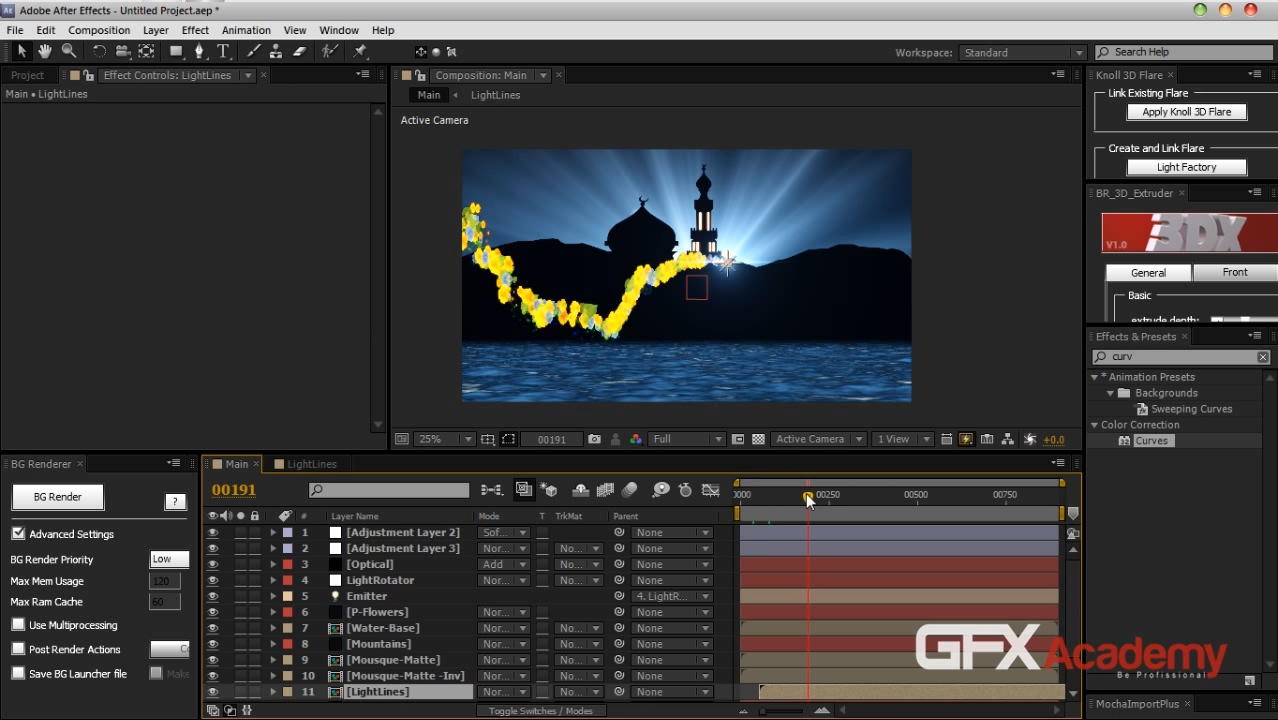 Adobe After Effects - Untitled Project.aep *
File Edit Composition Layer Effect Animation View Window Help
Workspace: Standard Search Help
Project Effect Controls: LightLines
Main • LightLines
Composition: Main
Main LightLines
Active Camera
Knoll 3D Flare
Link Existing Flare
Apply Knoll 3D Flare
Create and Link Flare
Light Factory
BR_3D_Extruder
V1.0 3DX
General Front
Basic
extrude depth:
Effects & Presets
curv
* Animation Presets
Backgrounds
Sweeping Curves
Color Correction
Curves
25% 00191 Full Active Camera 1 View +0.0
BG Renderer
BG Render ?
Advanced Settings
BG Render Priority Low
Max Mem Usage 120
Max Ram Cache 60
Use Multiprocessing
Post Render Actions
Save BG Launcher file Make
Main LightLines
00191
0000 00250 00500 00750
# Layer Name Mode T TrkMat Parent
1 [Adjustment Layer 2] Sof... None
2 [Adjustment Layer 3] Nor... No... None
3 [Optical] Add No... None
4 LightRotator Nor... No... None
5 Emitter 4. LightR...
6 [P-Flowers] Nor... None
7 [Water-Base] Nor... No... None
8 [Mountains] Nor... No... None
9 [Mousque-Matte] Nor... No... None
10 [Mousque-Matte -Inv] Nor... No... None
11 [LightLines] Nor... No... None
Toggle Switches / Modes
GFXAcademy
Be Profissional
MochaImportPlus